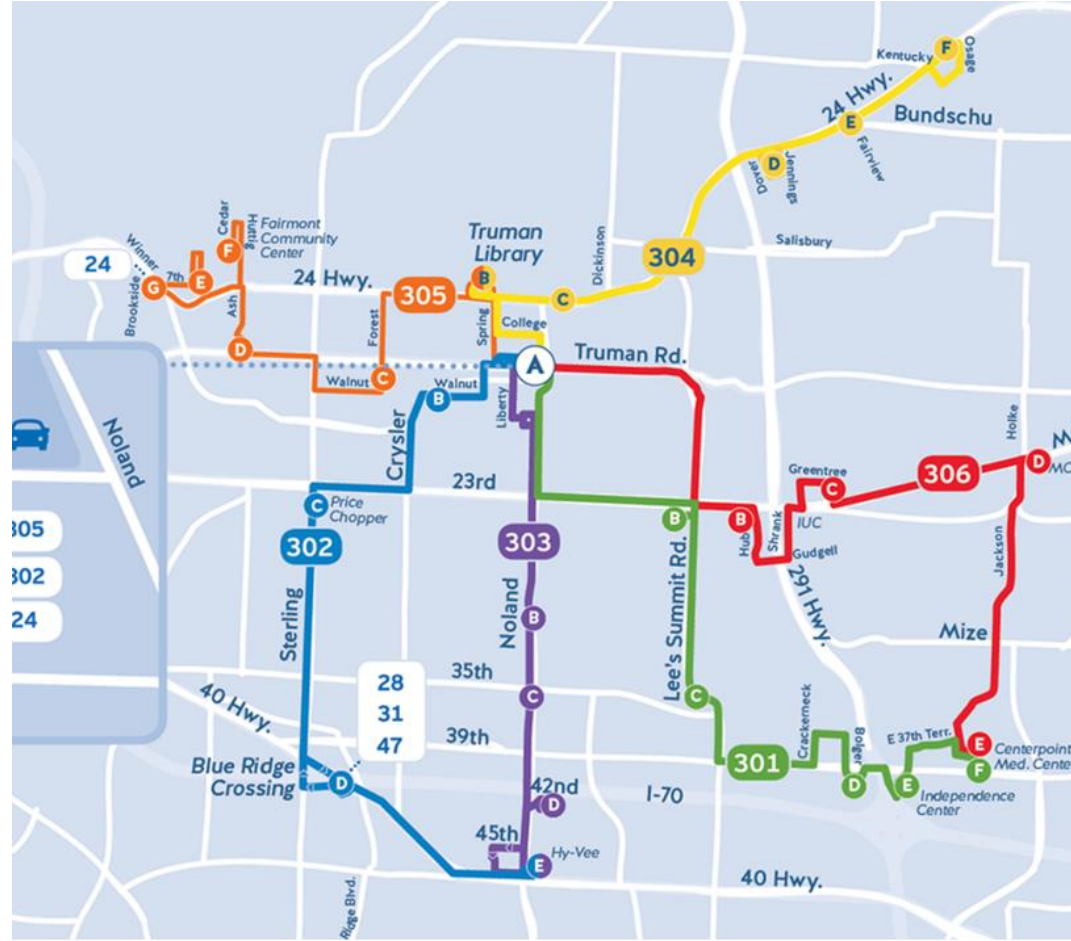 Kentucky
F
Osage
24 Hwy.
E
Bundschu
D
Dover
Jennings
Fairview
Cedar
Huttig
F
Fairmont
Community
Center
Truman
Library
Dickinson
Salisbury
304
24
Winner
7th
E
G
Brookside
Ash
24 Hwy.
305
B
C
Forest
Spring
College
D
A
Truman Rd.
Walnut
C
B
Walnut
Liberty
Crysler
Noland
305
302
24
23rd
C
Price
Chopper
302
303
B
Lee's Summit Rd.
B
Hub
Shrank
Greentree
C
IUC
Gudgell
306
Holke
D
M
MC
Jackson
291 Hwy.
Mize
Sterling
Noland
B
C
35th
28
31
47
40 Hwy.
39th
Blue Ridge
Crossing
D
C
Crackerneck
301
Bolger
D
E 37th Terr.
E
Independence
Center
E
F
Centerpoint
Med. Cente
42nd
D
I-70
45th
Hy-Vee
E
40 Hwy.
Ridge Blvd.